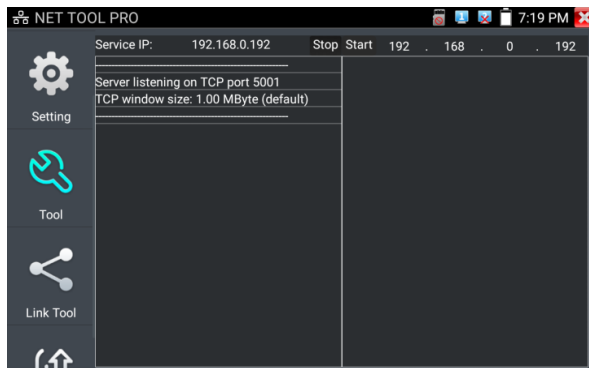 NET TOOL PRO 7:19 PM
Service IP: 192.168.0.192 Stop Start 192 . 168 . 0 . 192
------------------------------------------------------------
Server listening on TCP port 5001
TCP window size: 1.00 MByte (default)
------------------------------------------------------------
Setting
Tool
Link Tool